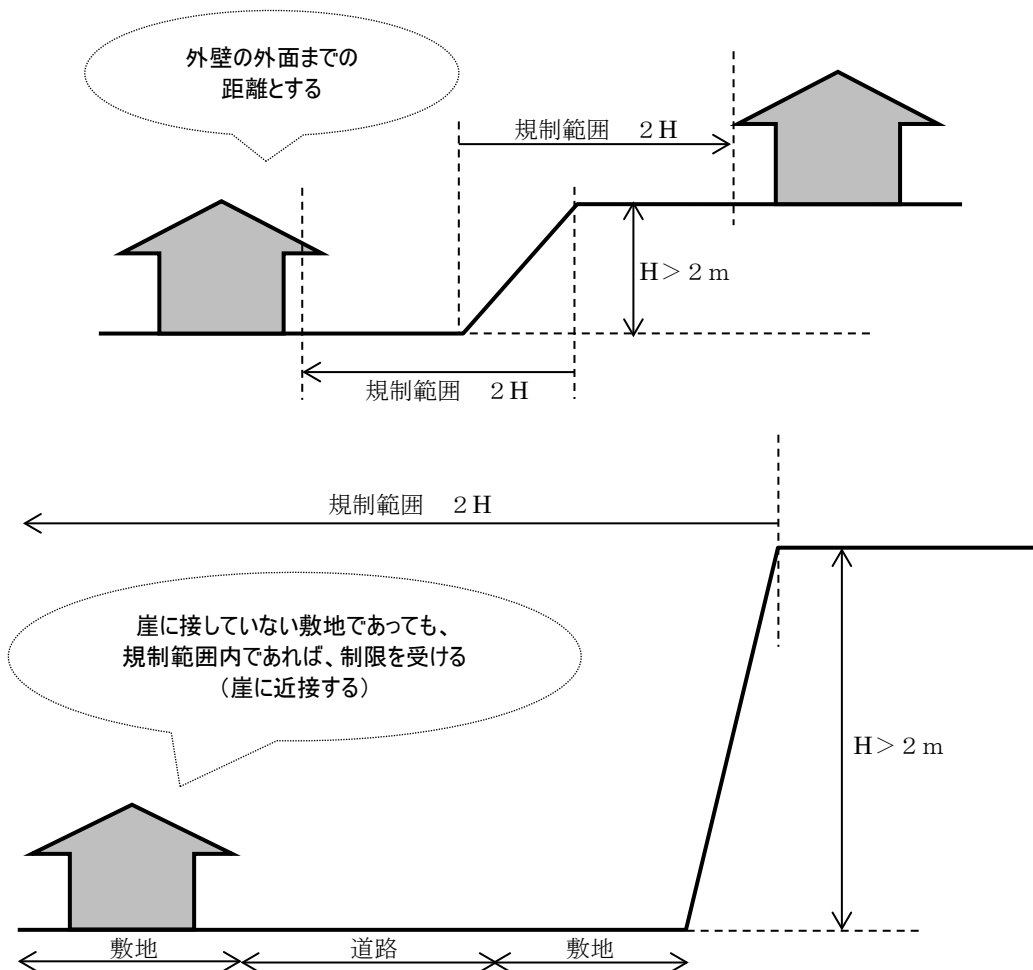 外壁の外面までの
距離とする
規制範囲　２H
H＞２ｍ
規制範囲　２H
規制範囲　２H
崖に接していない敷地であっても、
規制範囲内であれば、制限を受ける
（崖に近接する）
H＞２ｍ
敷地　道路　敷地